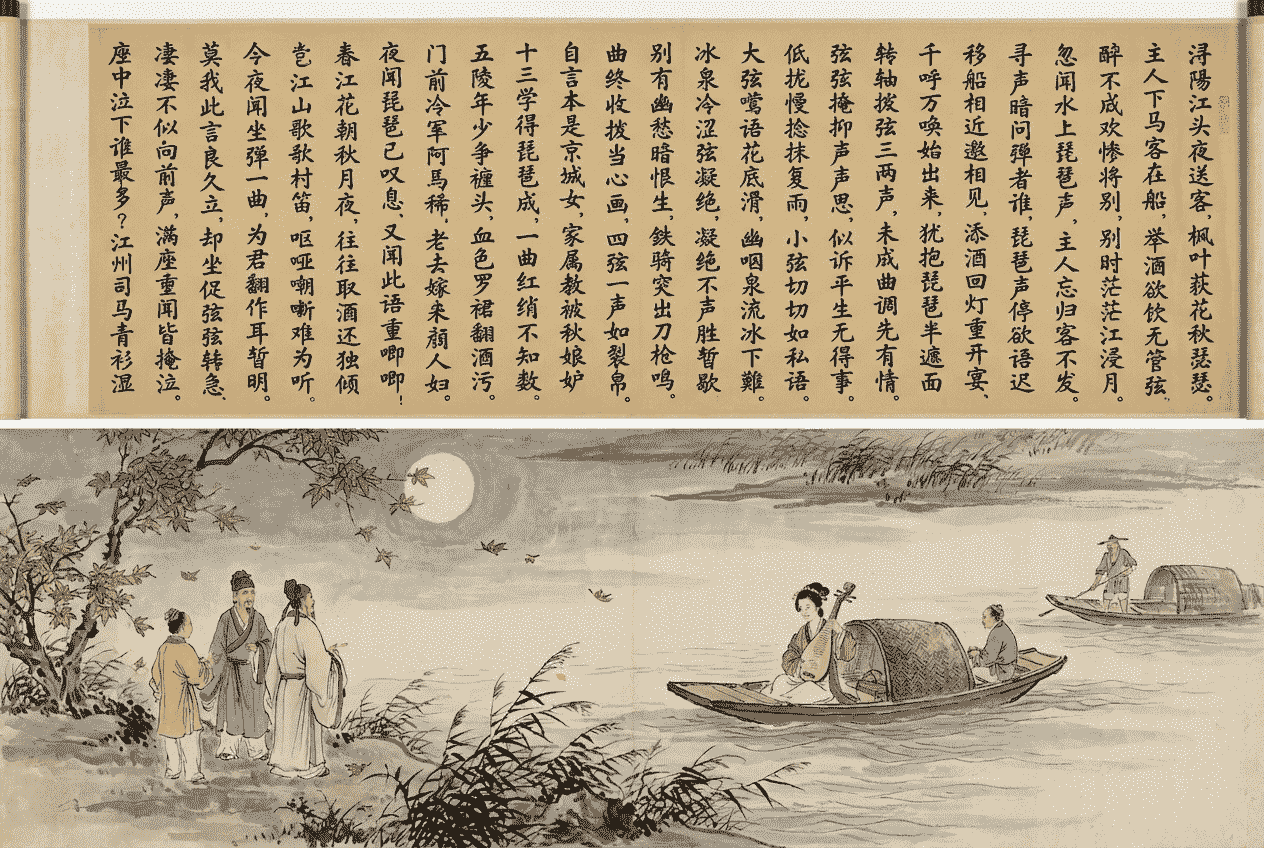 浔陽江头夜送客，枫叶荻花秋瑟瑟。
主人下马客在船，举酒欲饮无管弦、
醉不成欢惨将别，别时茫茫江浸月。
忽闻水上琵琶声，主人忘归客不发。
寻声暗问弹者谁，琵琶声停欲语迟
移船相近邀相见，添酒回灯重开宴、
千呼万唤始出来，犹抱琵琶半遮面
转轴拨弦三两声，未成曲调先有情。
弦弦掩抑声声思，似诉平生无得事。
低扰慢捻抹复雨，小弦切切如私语。
大弦莺语花底滑，幽咽泉流冰下難。
冰泉冷涩弦凝绝，凝绝不声胜暂歇
别有幽愁暗恨生，鉄骑突出刀枪鸣。
曲终收拨当心画，四弦一声如裂帛。
自言本是京城女，家属教被秋娘妒
十三学得琵琶成，一曲红绡不知数。
五陵年少争缠头，血色罗裙翻酒污。
门前冷军阿馬稀，老去嫁来商人妇。
夜闻琵琶已叹息、又闻此语重唧唧！
春江花朝秋月夜，往往取酒还独倾
江山歌歌村笛，呕哑嘲嘶难为听。
今夜闻坐弹一曲，为君翻作耳暂明。
莫我此言良久立，却坐促弦弦转急、
凄凄不似向前声，满座重闻皆掩泣。
座中泣下谁最多？江州司马青衫湿